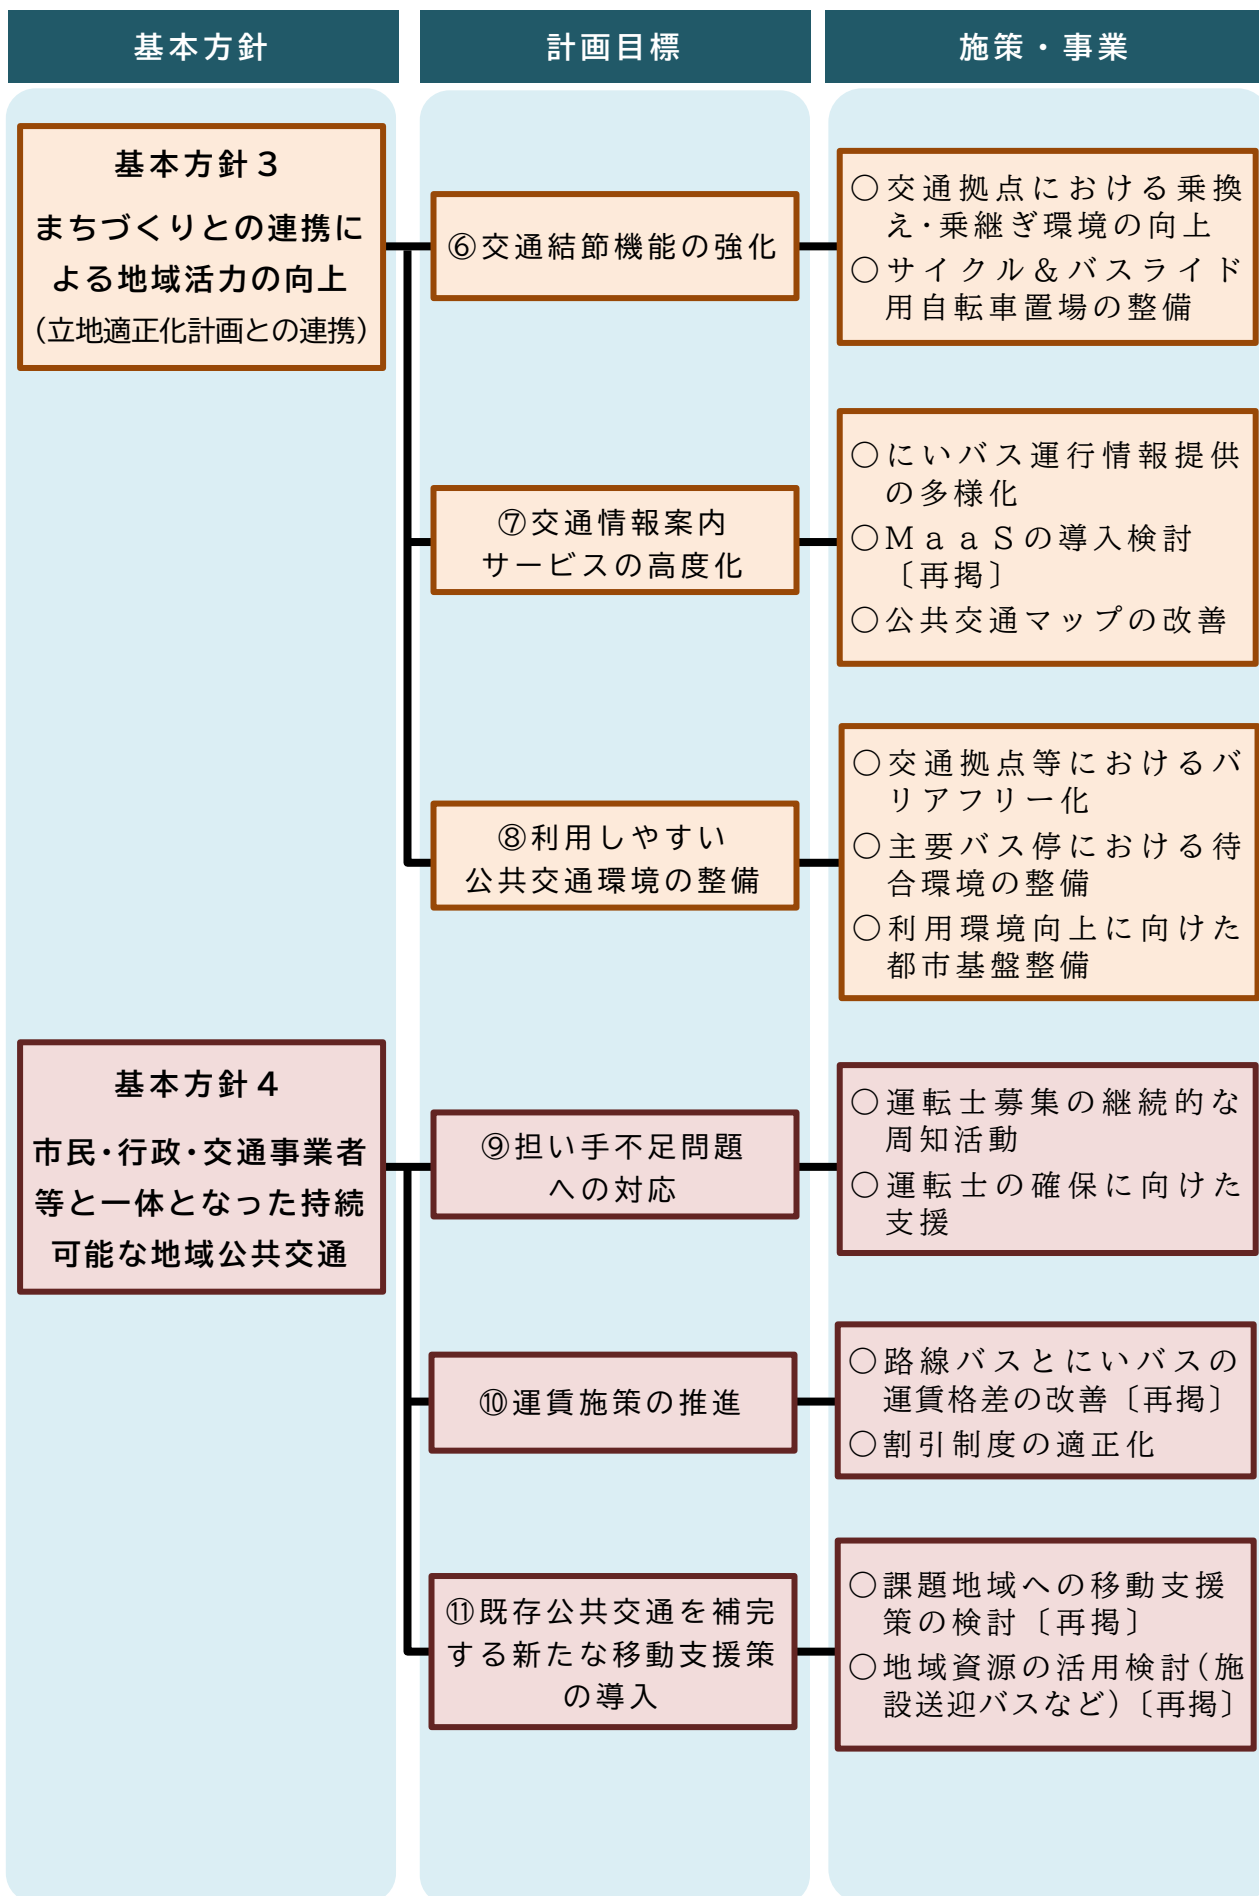 基本方針
計画目標
施策・事業
基本方針３
まちづくりとの連携に
よる地域活力の向上
（立地適正化計画との連携）
⑥交通結節機能の強化
○交通拠点における乗換
え・乗継ぎ環境の向上
○サイクル＆バスライド
用自転車置場の整備
⑦交通情報案内
サービスの高度化
○にいバス運行情報提供
の多様化
○ＭａａＳの導入検討
〔再掲〕
○公共交通マップの改善
⑧利用しやすい
公共交通環境の整備
○交通拠点等におけるバ
リアフリー化
○主要バス停における待
合環境の整備
○利用環境向上に向けた
都市基盤整備
基本方針４
市民・行政・交通事業者
等と一体となった持続
可能な地域公共交通
⑨担い手不足問題
への対応
○運転士募集の継続的な
周知活動
○運転士の確保に向けた
支援
⑩運賃施策の推進
○路線バスとにいバスの
運賃格差の改善〔再掲〕
○割引制度の適正化
⑪既存公共交通を補完
する新たな移動支援策
の導入
○課題地域への移動支援
策の検討〔再掲〕
○地域資源の活用検討（施
設送迎バスなど）〔再掲〕